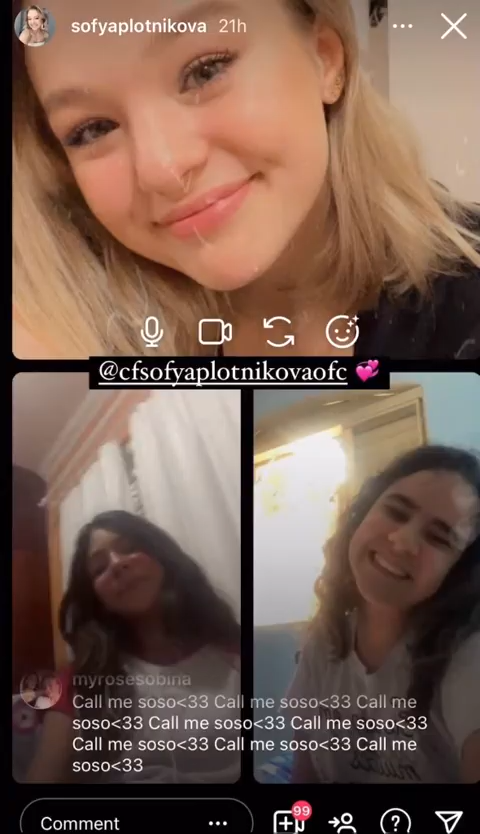 sofyaplotnikova 21h
@cfsofyaplotnikovaofc 💞
myrosesobina
Call me soso<33 Call me soso<33 Call me
soso<33 Call me soso<33 Call me soso<33
Call me soso<33 Call me soso<33 Call me
soso<33
99
Comment